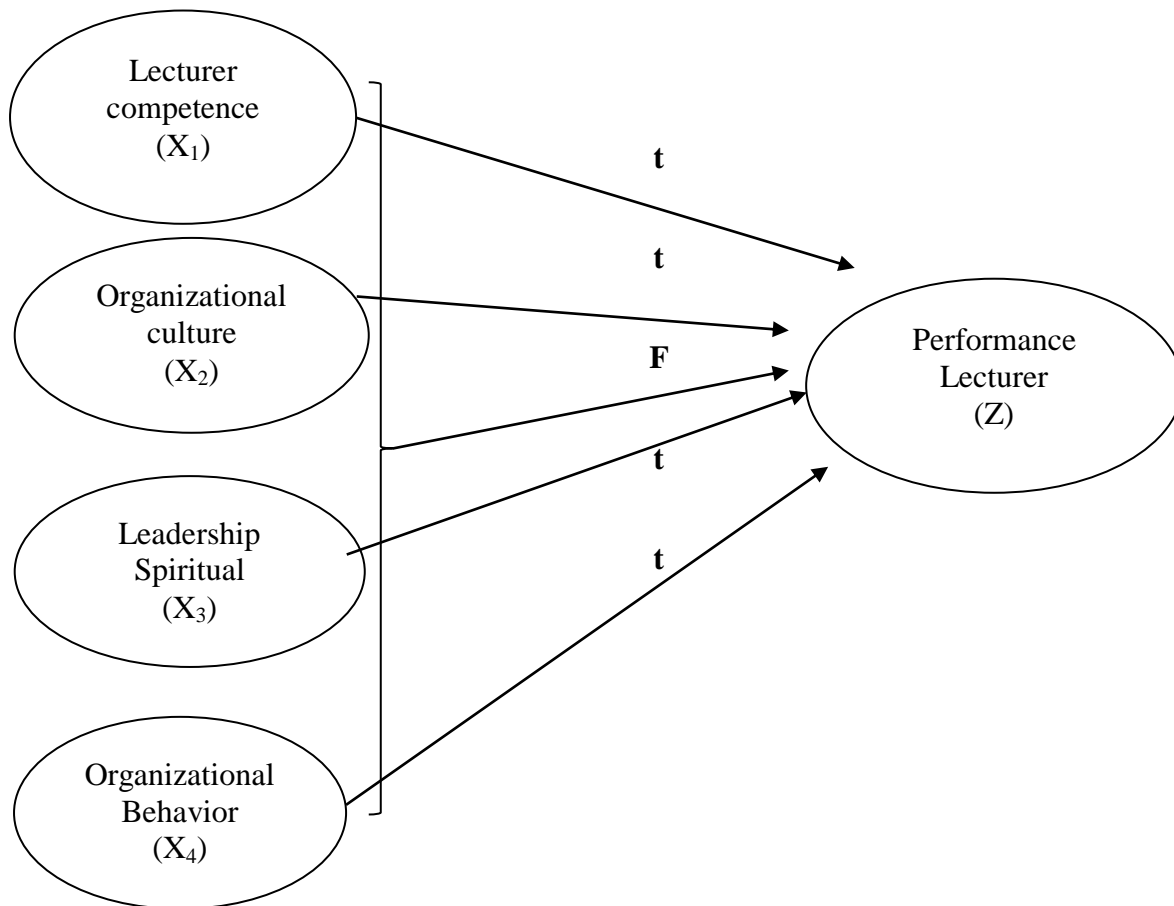 Lecturer
competence
(X₁)
t
t
Organizational
culture
(X₂)
F
Performance
Lecturer
(Z)
t
Leadership
Spiritual
(X₃)
t
Organizational
Behavior
(X₄)